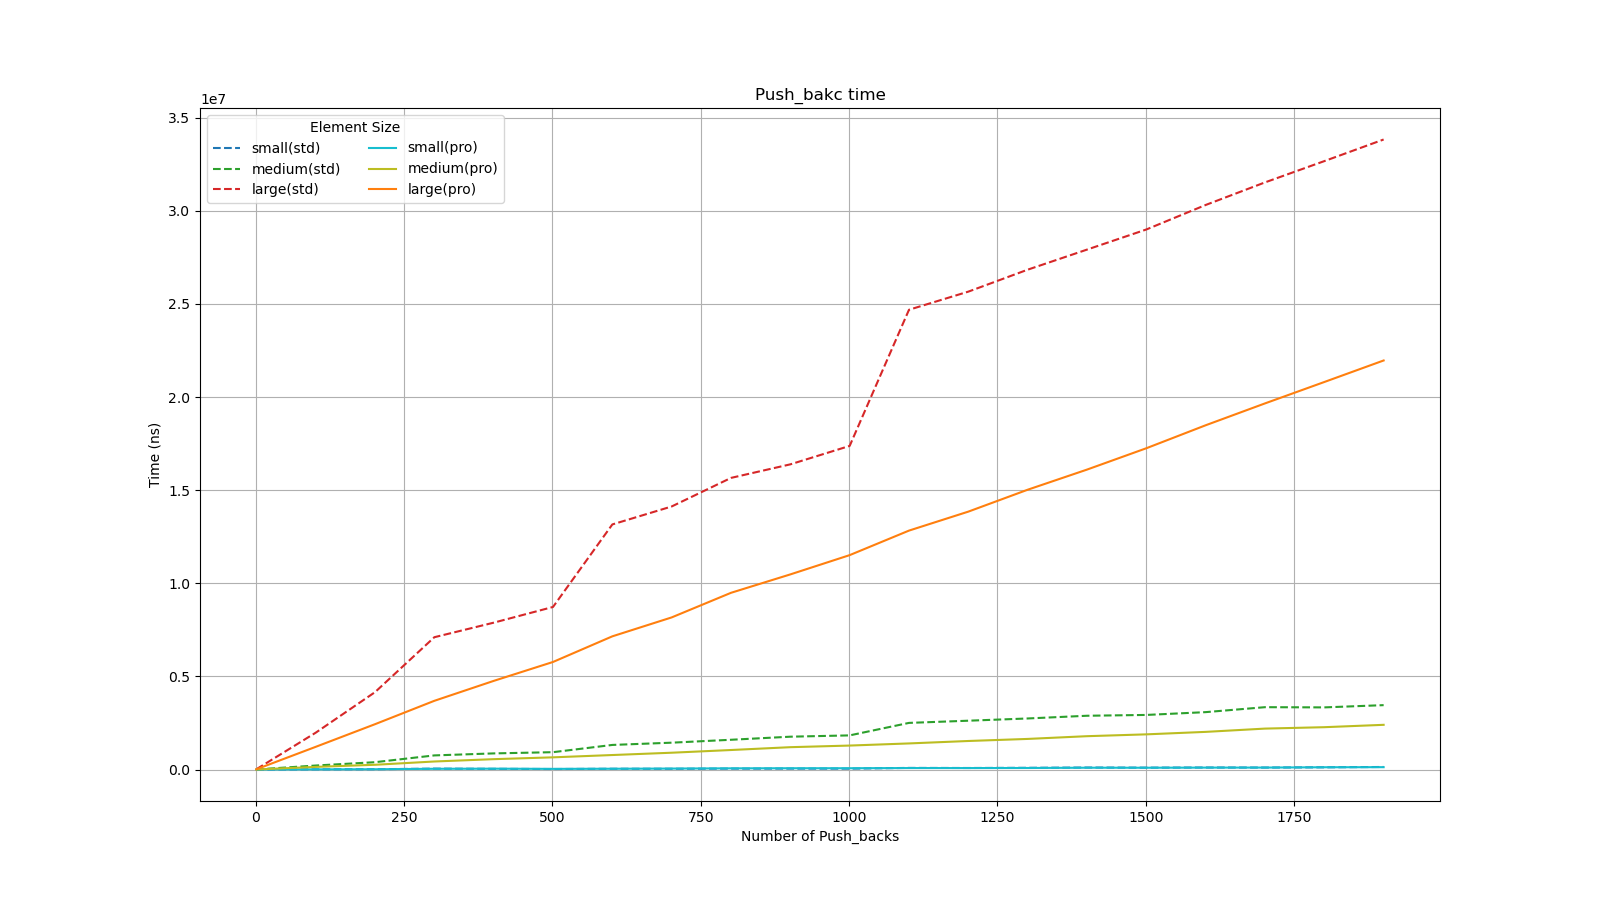 Push_bakc time
1e7
3.5
3.0
2.5
2.0
1.5
1.0
0.5
0.0
Time (ns)
Element Size
small(std) small(pro)
medium(std) medium(pro)
large(std) large(pro)
0 250 500 750 1000 1250 1500 1750
Number of Push_backs